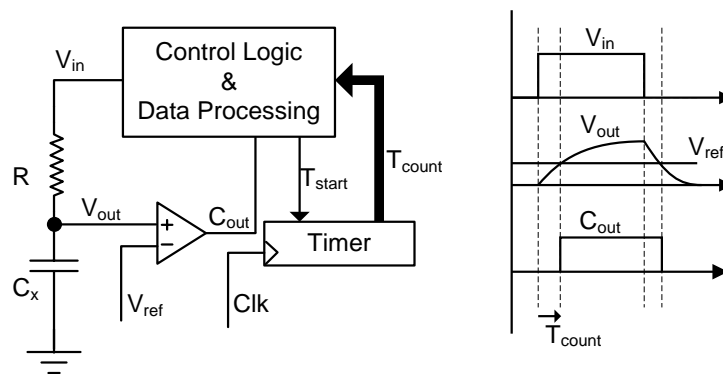 Control Logic
&
Data Processing
V_in
R
V_out
C_x
+
−
V_ref
C_out
Clk
T_start
T_count
Timer
V_in
V_out
V_ref
C_out
T_count